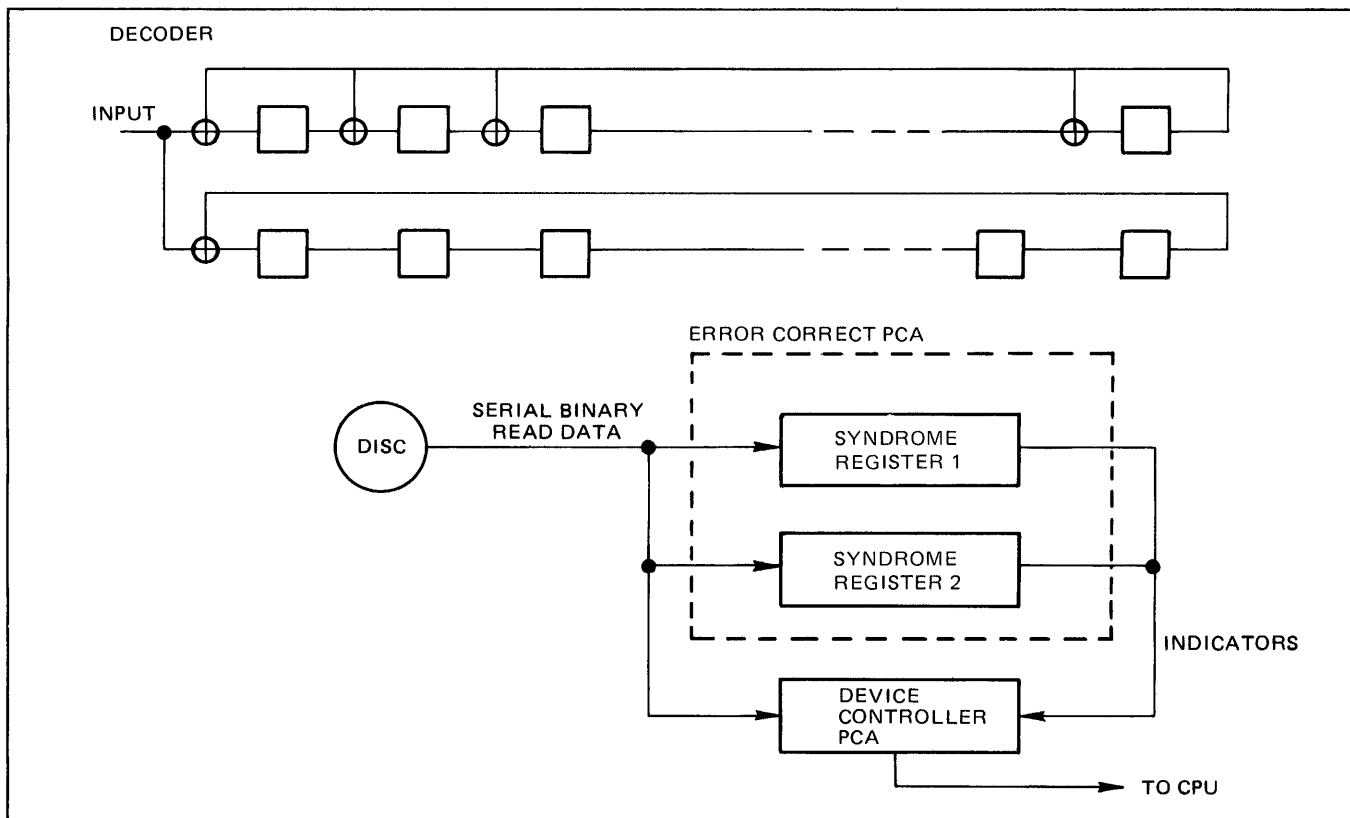 DECODER
INPUT
ERROR CORRECT PCA
SERIAL BINARY
READ DATA
DISC
SYNDROME
REGISTER 1
SYNDROME
REGISTER 2
INDICATORS
DEVICE
CONTROLLER
PCA
TO CPU